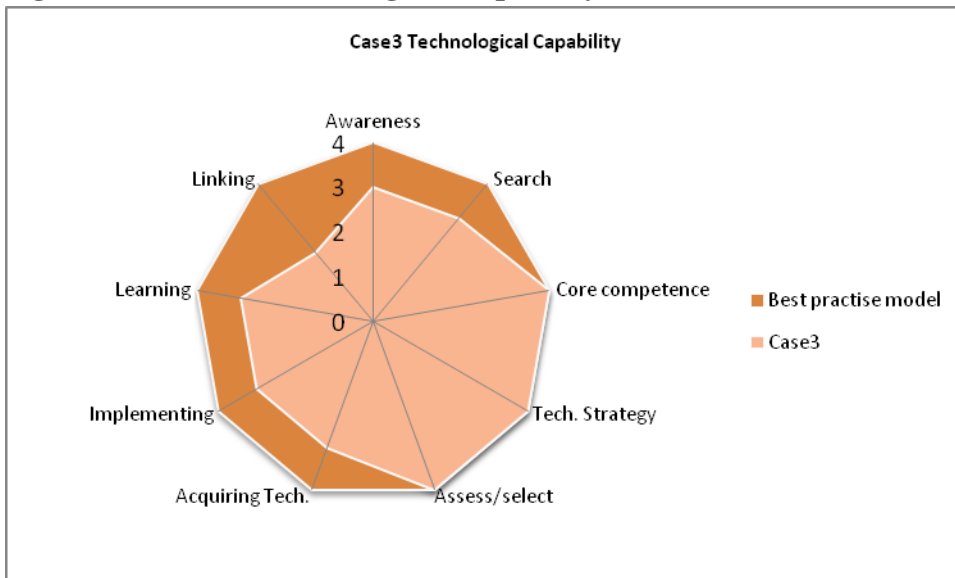 Case3 Technological Capability
Awareness
4
Linking
Search
3
2
Learning
1
Core competence
Best practise model
0
Case3
Implementing
Tech. Strategy
Acquiring Tech.
Assess/select